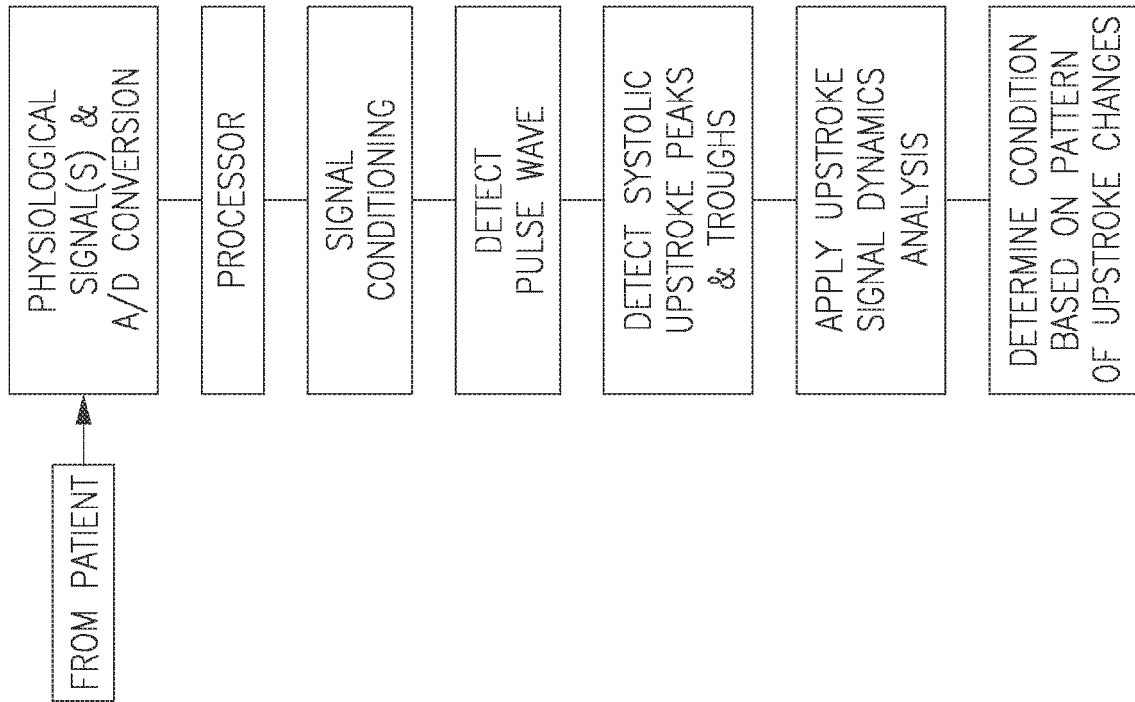 FROM PATIENT
PHYSIOLOGICAL
SIGNAL(S) &
A/D CONVERSION
PROCESSOR
SIGNAL
CONDITIONING
DETECT
PULSE WAVE
DETECT SYSTOLIC
UPSTROKE PEAKS
& TROUGHS
APPLY UPSTROKE
SIGNAL DYNAMICS
ANALYSIS
DETERMINE CONDITION
BASED ON PATTERN
OF UPSTROKE CHANGES